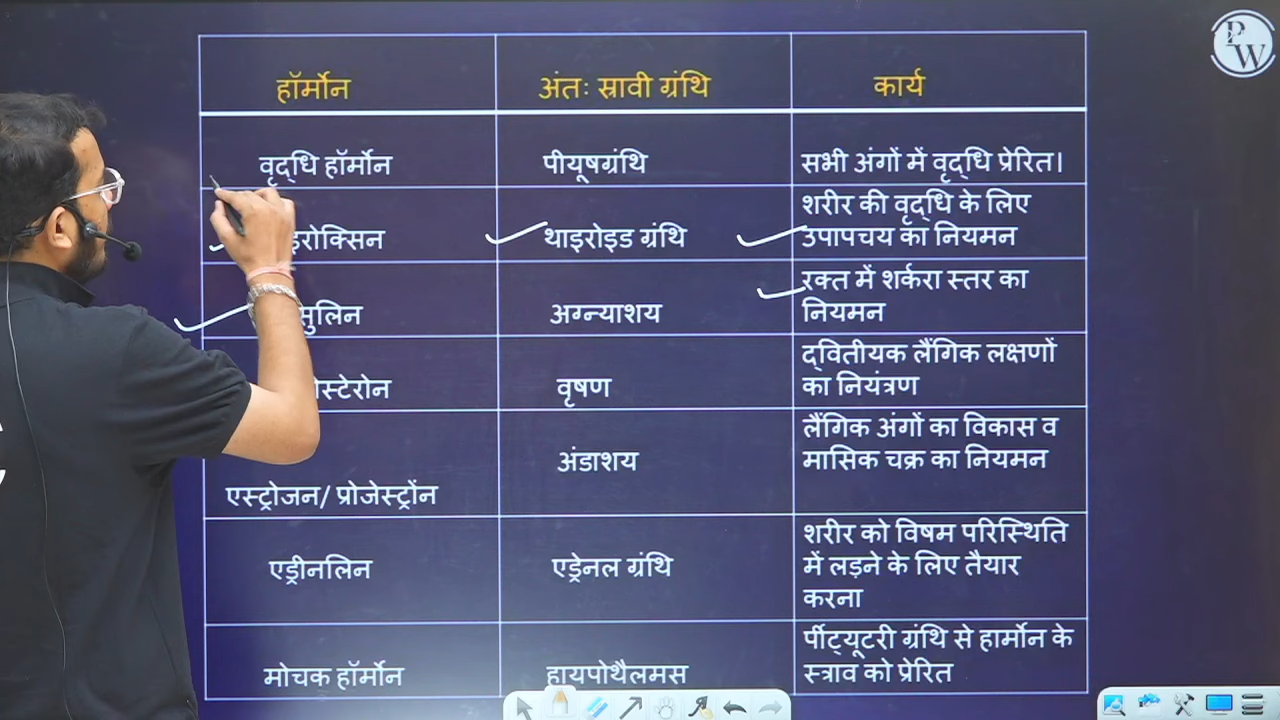 हॉर्मोन अंतः स्रावी ग्रंथि कार्य
वृद्धि हॉर्मोन पीयूषग्रंथि सभी अंगों में वृद्धि प्रेरित।
शरीर की वृद्धि के लिए
थाइरोइड ग्रंथि उपापचय का नियमन
रक्त में शर्करा स्तर का
अग्न्याशय नियमन
द्वितीयक लैंगिक लक्षणों
वृषण का नियंत्रण
लैंगिक अंगों का विकास व
अंडाशय मासिक चक्र का नियमन
एस्ट्रोजन/ प्रोजेस्ट्रोंन
शरीर को विषम परिस्थिति
एड्रीनलिन एड्रेनल ग्रंथि में लड़ने के लिए तैयार
करना
र्पीट्यूटरी ग्रंथि से हार्मोन के
मोचक हॉर्मोन हायपोथैलमस स्त्राव को प्रेरित
PW